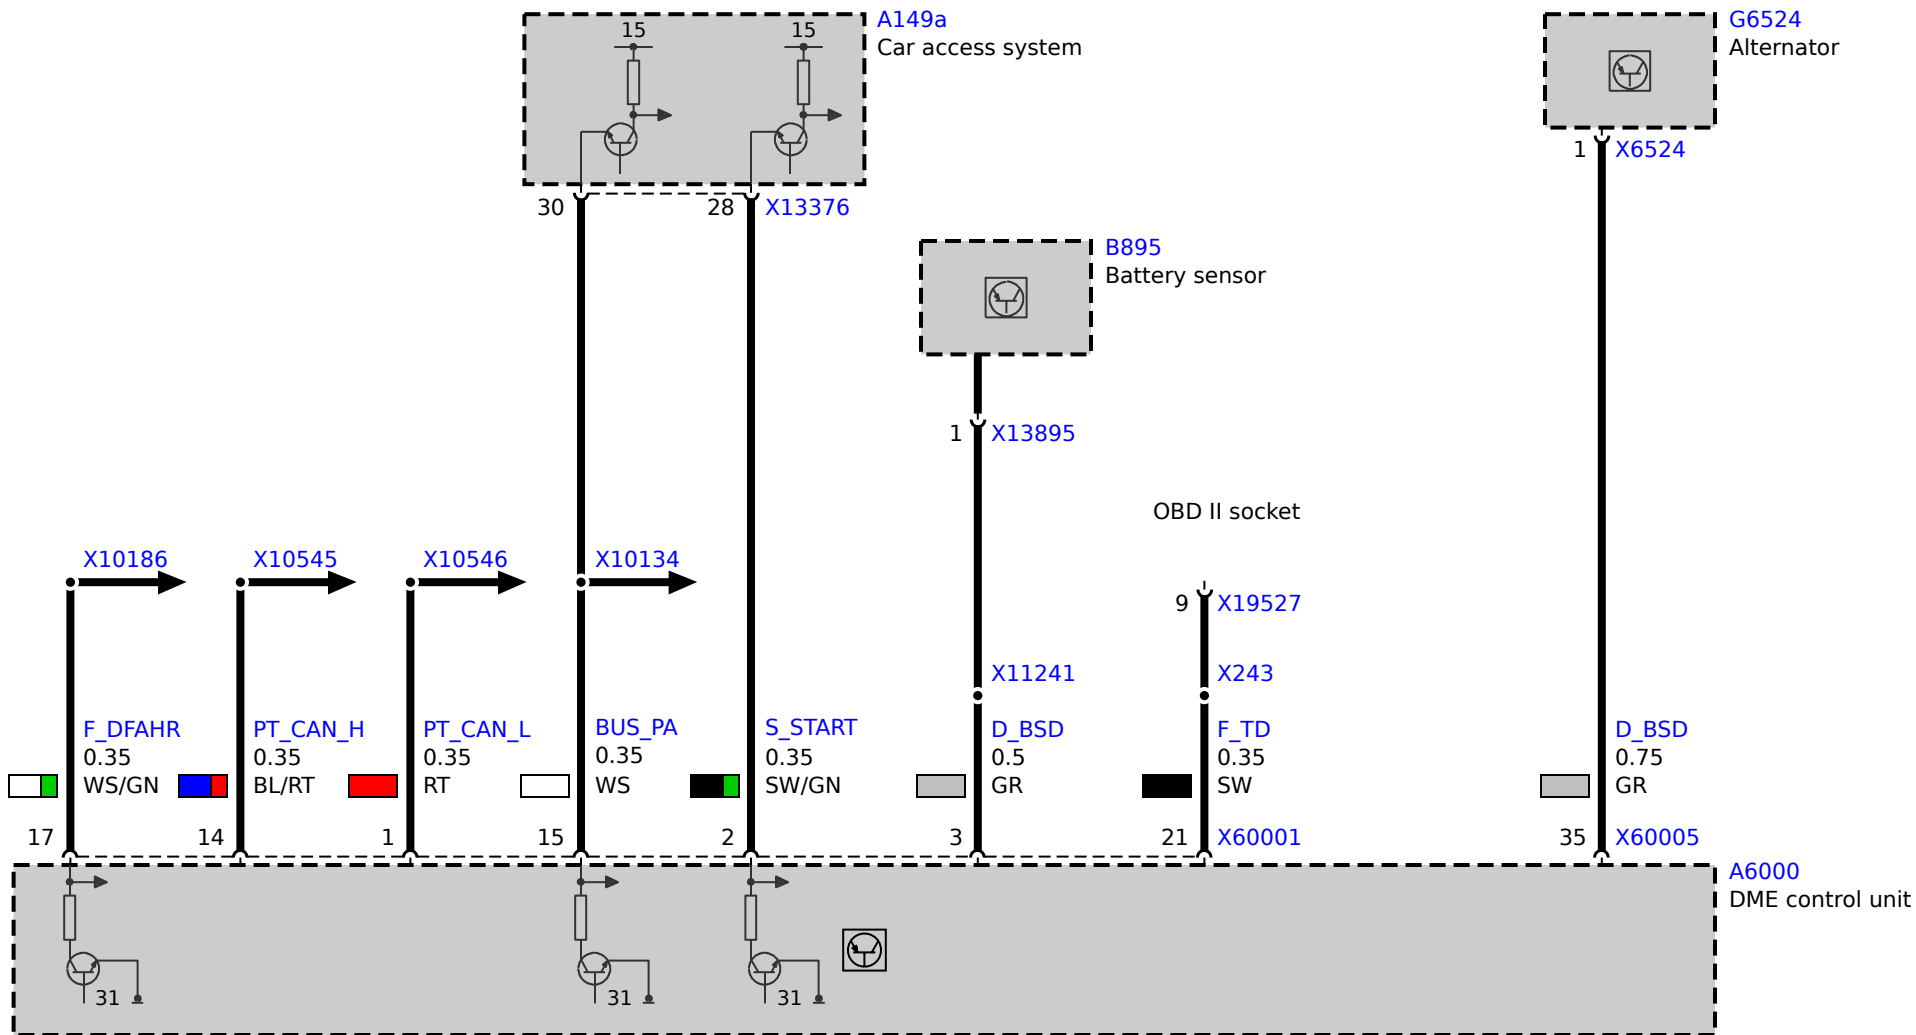 15
15
A149a
Car access system
G6524
Alternator
1
X6524
30
28
X13376
B895
Battery sensor
1
X13895
OBD II socket
X10186
X10545
X10546
X10134
9
X19527
X11241
X243
F_DFAHR
0.35
WS/GN
PT_CAN_H
0.35
BL/RT
PT_CAN_L
0.35
RT
BUS_PA
0.35
WS
S_START
0.35
SW/GN
D_BSD
0.5
GR
F_TD
0.35
SW
D_BSD
0.75
GR
17
14
1
15
2
3
21
X60001
35
X60005
A6000
DME control unit
31
31
31